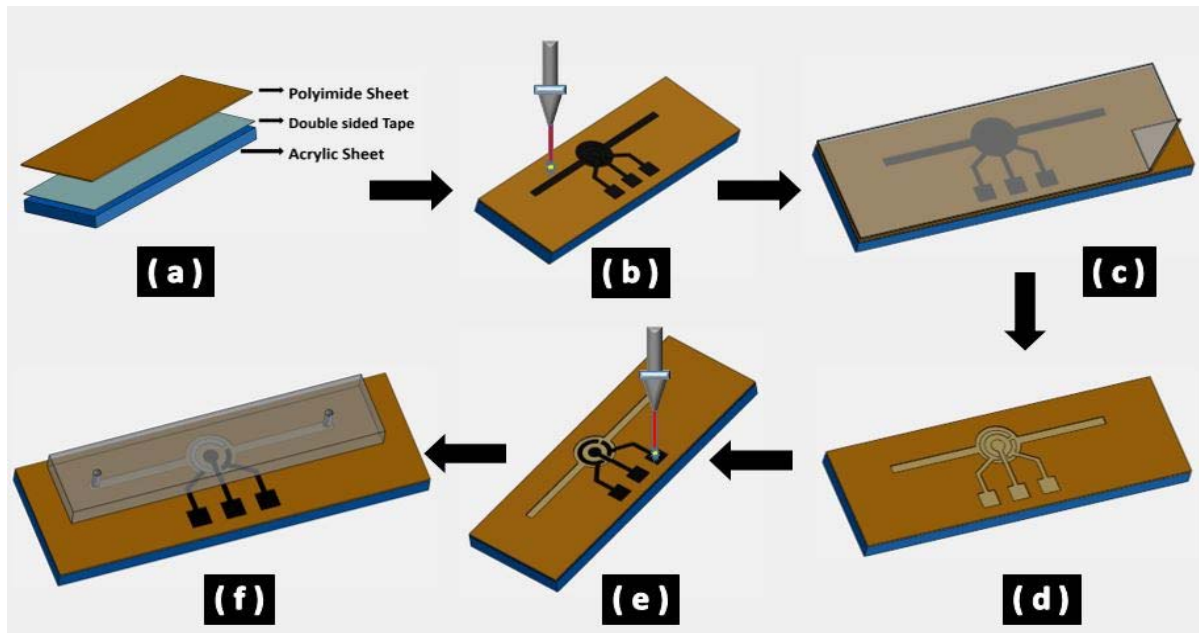 Polyimide Sheet
Double sided Tape
Acrylic Sheet
( a )
( b )
( c )
( f )
( e )
( d )